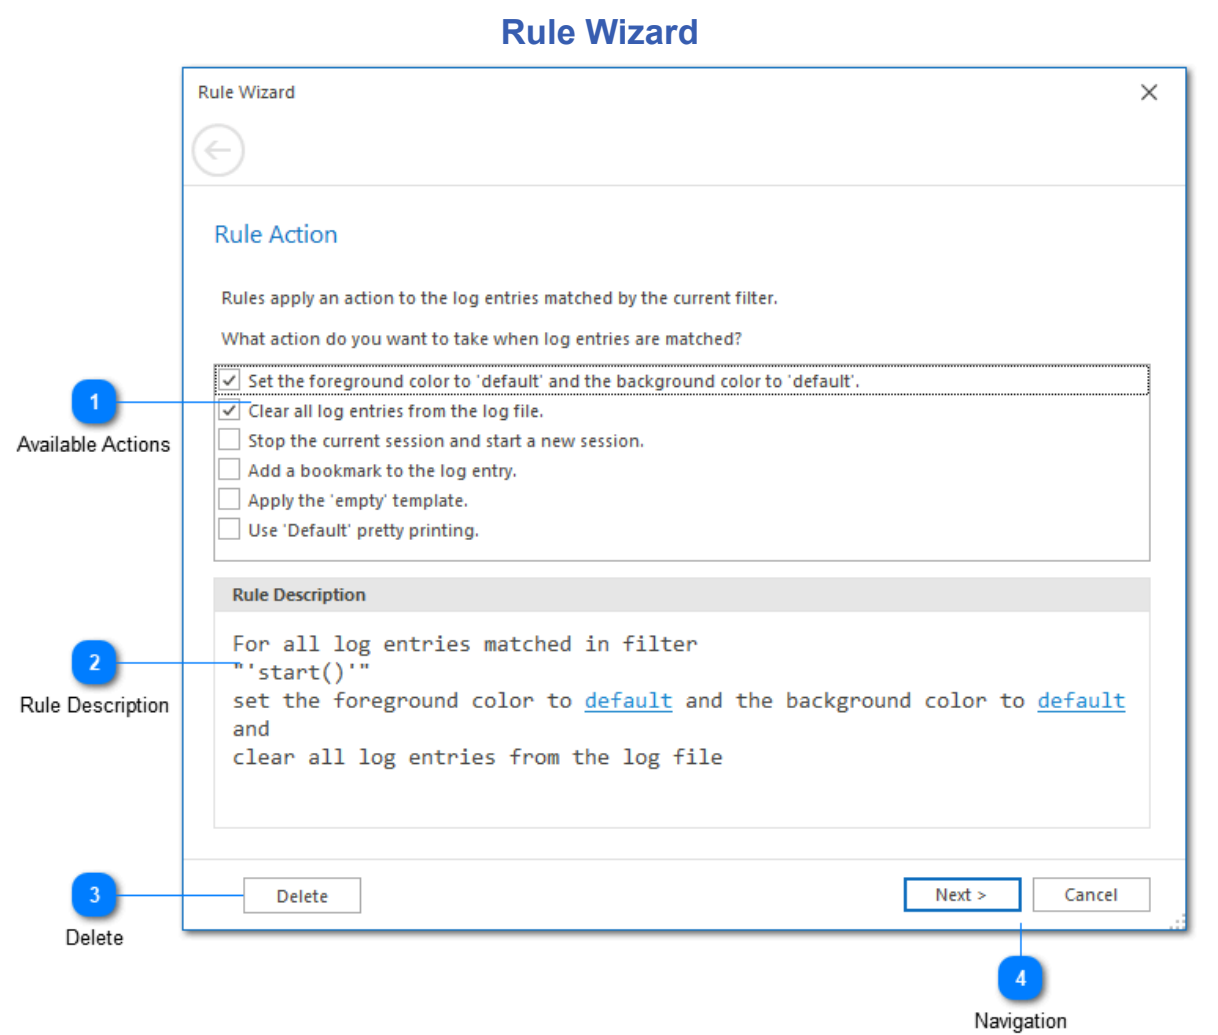 Rule Wizard
Rule Wizard
Rule Action
Rules apply an action to the log entries matched by the current filter.
What action do you want to take when log entries are matched?
Set the foreground color to 'default' and the background color to 'default'.
1
Clear all log entries from the log file.
Available Actions
Stop the current session and start a new session.
Add a bookmark to the log entry.
Apply the 'empty' template.
Use 'Default' pretty printing.
Rule Description
For all log entries matched in filter
2
"'start()'"
Rule Description
set the foreground color to default and the background color to default
and
clear all log entries from the log file
3
Delete
Next >
Cancel
Delete
4
Navigation